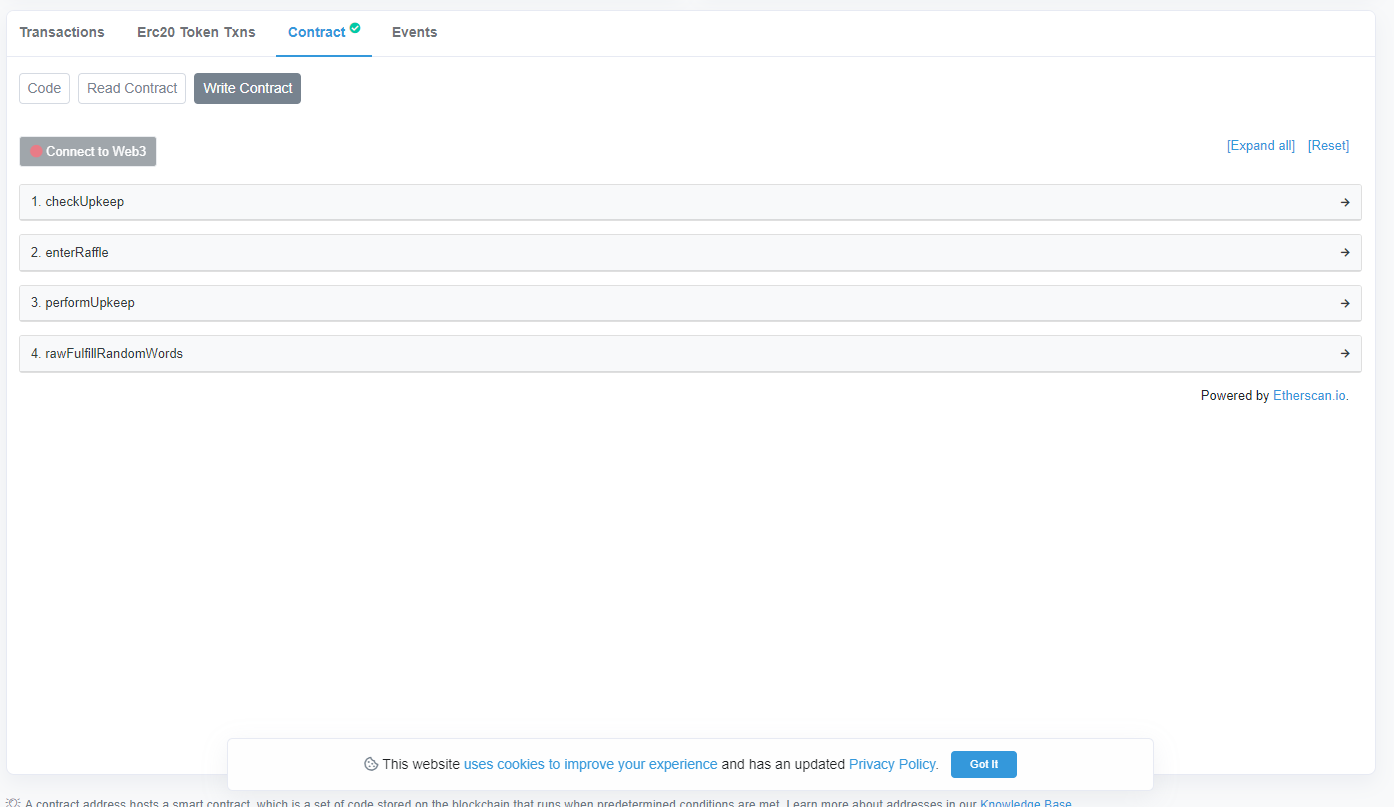 Transactions Erc20 Token Txns Contract Events
Code Read Contract Write Contract
Connect to Web3 [Expand all] [Reset]
1. checkUpkeep
2. enterRaffle
3. performUpkeep
4. rawFulfillRandomWords
Powered by Etherscan.io.
This website uses cookies to improve your experience and has an updated Privacy Policy. Got It
A contract address hosts a smart contract, which is a set of code stored on the blockchain that runs when predetermined conditions are met. Learn more about addresses in our Knowledge Base